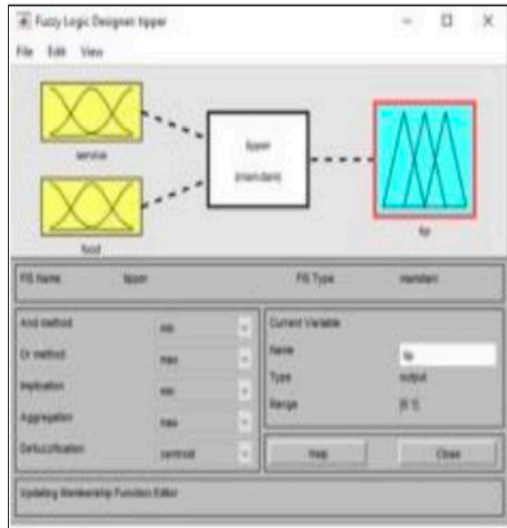 Fuzzy Logic Designer: tipper
File Edit View
service
food
tipper
(mamdani)
tip
FIS Name: tipper
FIS Type: mamdani
And method min
Or method max
Implication min
Aggregation max
Defuzzification centroid
Current Variable
Name tip
Type output
Range [0 1]
Help Close
Updating Membership Function Editor